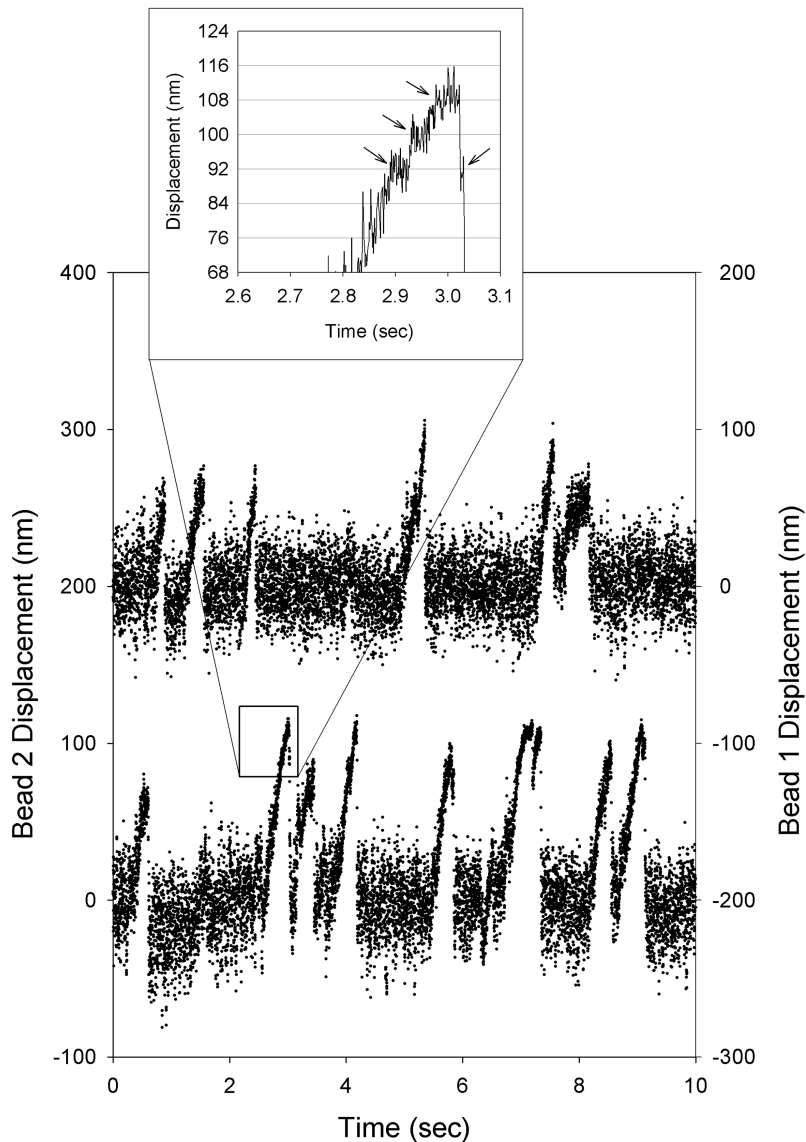 124
116
108
100
92
84
76
68
Displacement (nm)
2.6 2.7 2.8 2.9 3.0 3.1
Time (sec)
400
300
200
100
0
-100
Bead 2 Displacement (nm)
200
100
0
-100
-200
-300
Bead 1 Displacement (nm)
0 2 4 6 8 10
Time (sec)